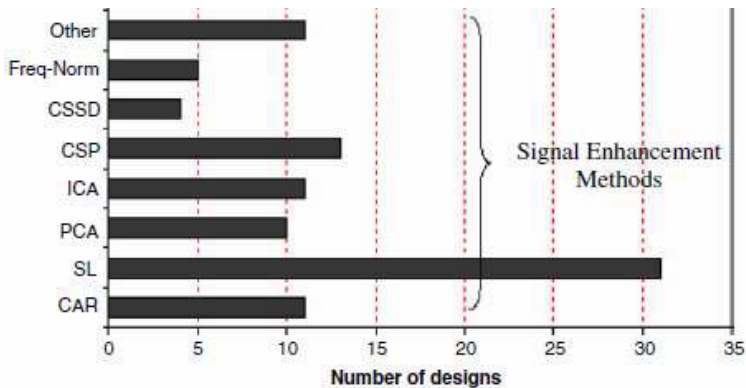 Other
Freq-Norm
CSSD
CSP
ICA
PCA
SL
CAR
Signal Enhancement
Methods
0 5 10 15 20 25 30 35
Number of designs